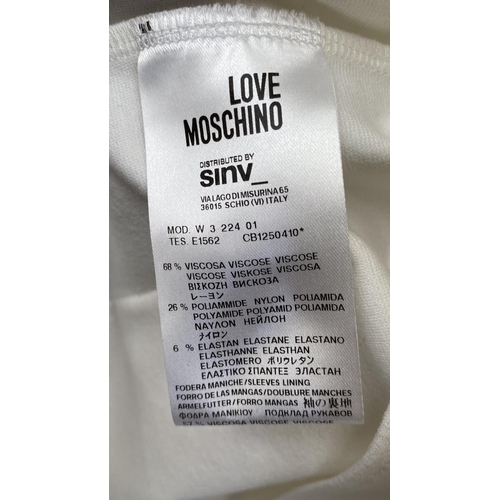 LOVE
MOSCHINO
DISTRIBUTED BY
sinv_
VIA LAGO DI MISURINA 65
36015 SCHIO (VI) ITALY
MOD. W 3 224 01
TES. E1562 CB1250410*
68 % VISCOSA VISCOSE VISCOSE
VISCOSE VISKOSE VISCOSA
ΒΙΣΚΟΖΗ ВИСКОЗА
レーヨン
26 % POLIAMMIDE NYLON POLIAMIDA
POLYAMIDE POLYAMID POLIAMIDA
ΝΑΥΛΟΝ НЕЙЛОН
ナイロン
6 % ELASTAN ELASTANE ELASTANO
ELASTHANNE ELASTHAN
ELASTOMERO ポリウレタン
ΕΛΑΣΤΙΚΟ ΣΠΑΝΤΕΞ ЭЛАСТАН
FODERA MANICHE/SLEEVES LINING
FORRO DE LAS MANGAS/DOUBLURE MANCHES
ARMELFUTTER/FORRO MANGAS 袖の裏地
ΦΟΔΡΑ ΜΑΝΙΚΙΟΥ ПОДКЛАД РУКАВОВ
57 % VISCOSA VISCOSE VISCOSE